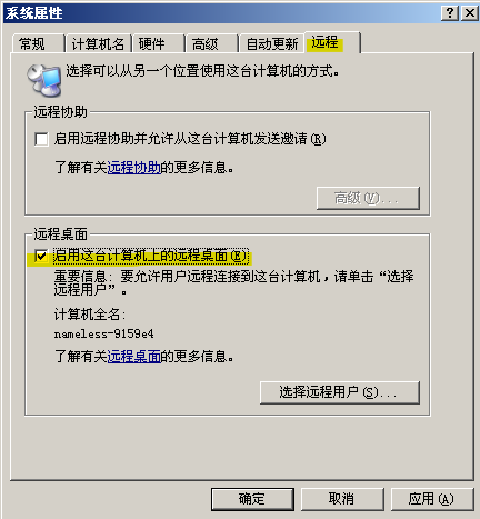 系统属性
常规 计算机名 硬件 高级 自动更新 远程
选择可以从另一个位置使用这台计算机的方式。
远程协助
启用远程协助并允许从这台计算机发送邀请(R)
了解有关远程协助的更多信息。
高级(V)...
远程桌面
启用这台计算机上的远程桌面(E)
重要信息: 要允许用户远程连接到这台计算机，请单击“选择
远程用户”。
计算机全名:
nameless-9159e4
了解有关远程桌面的更多信息。
选择远程用户(S)...
确定 取消 应用(A)